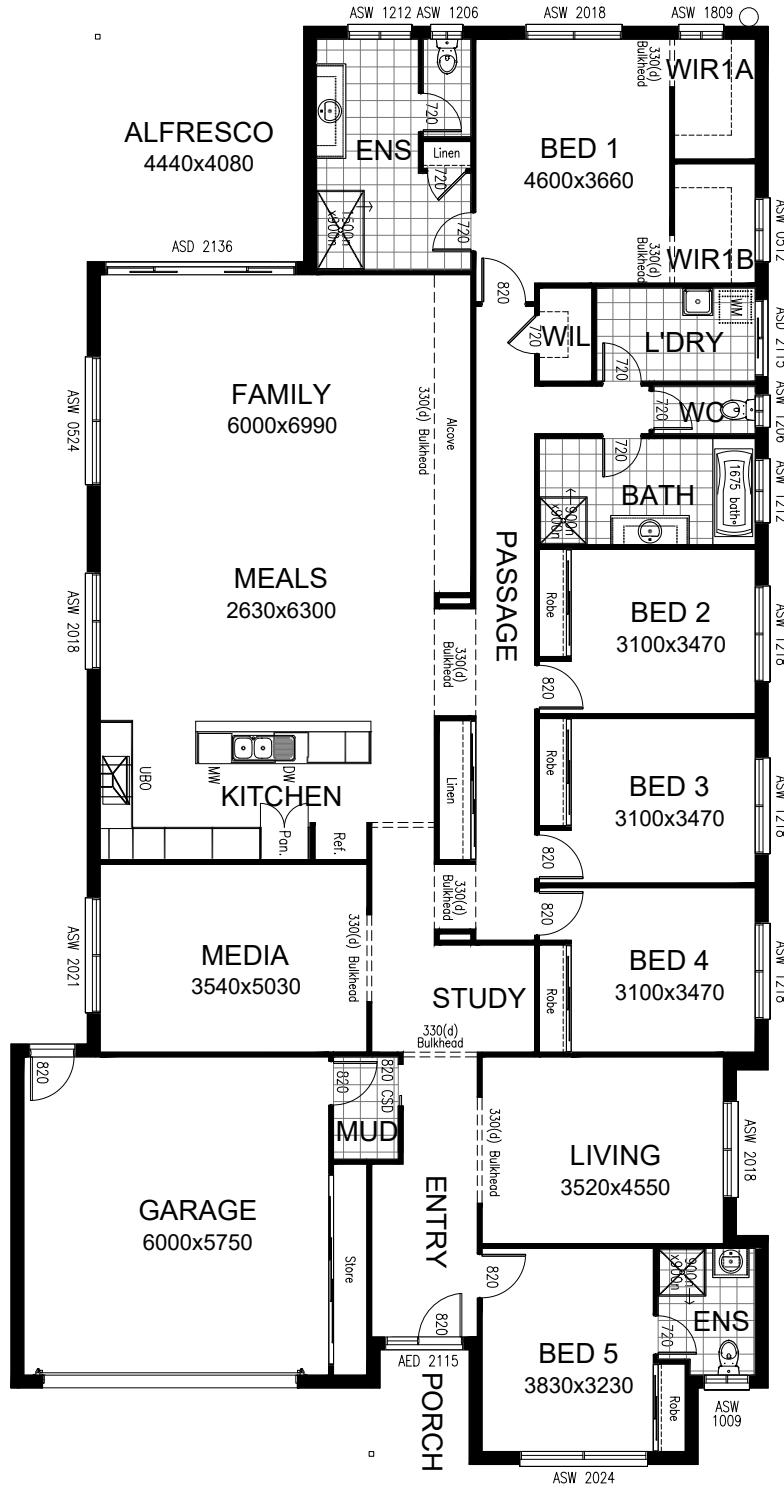 ASW 1212
ASW 1206
ASW 2018
ASW 1809
ALFRESCO
4440x4080
ENS
720
Linen
720
720
1500n
x900n
BED 1
4600x3660
330(d)
Bulkhead
WIR1A
330(d)
Bulkhead
WIR1B
ASW 0512
ASD 2136
820
WIL
720
L'DRY
WM
720
ASD 2115
FAMILY
6000x6990
330(d) Bulkhead
Alcove
ASW 0524
WC
720
ASW 1206
720
BATH
900n
x900n
1675 bath
ASW 1212
MEALS
2630x6300
ASW 2018
PASSAGE
330(d)
Bulkhead
Robe
BED 2
3100x3470
820
ASW 1218
UBO
MW
DW
KITCHEN
Pan.
Ref.
Linen
Robe
BED 3
3100x3470
820
ASW 1218
330(d)
Bulkhead
820
MEDIA
3540x5030
330(d) Bulkhead
ASW 2021
STUDY
330(d)
Bulkhead
Robe
BED 4
3100x3470
ASW 1218
820
820
820 CSD
MUD
330(d) Bulkhead
LIVING
3520x4550
ASW 2018
GARAGE
6000x5750
Store
ENTRY
820
820
AED 2115
PORCH
BED 5
3830x3230
900n
x900n
ENS
720
Robe
ASW
1009
ASW 2024